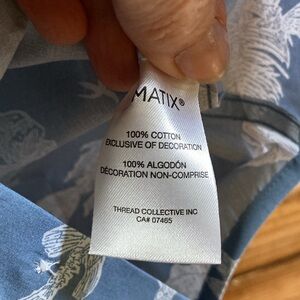 MATIX®
100% COTTON
EXCLUSIVE OF DECORATION
100% ALGODÓN
DÉCORATION NON-COMPRISE
THREAD COLLECTIVE INC
CA# 07465